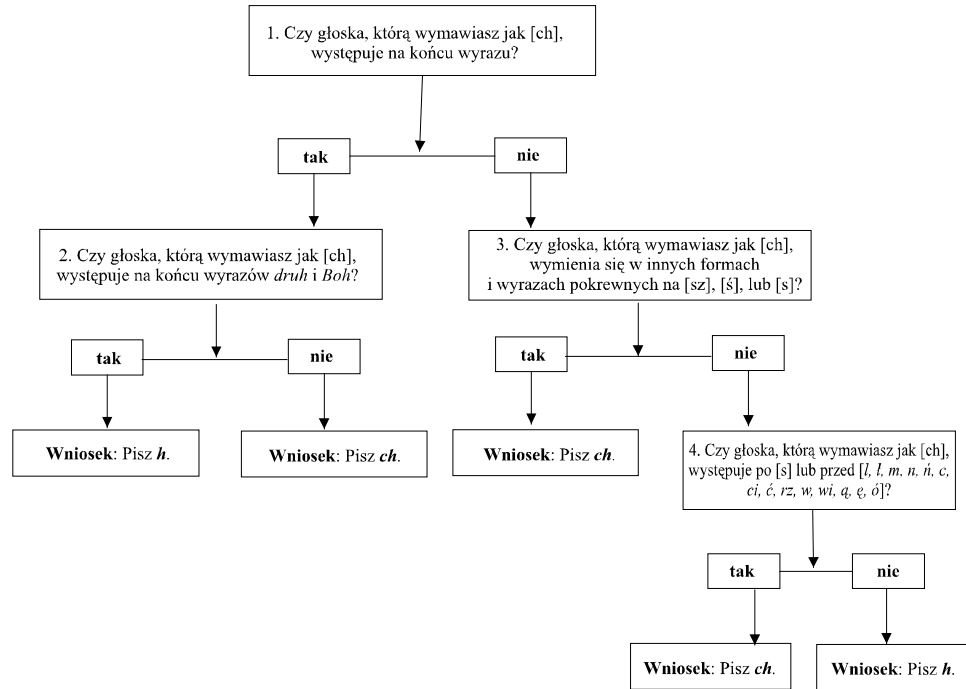 1. Czy głoska, którą wymawiasz jak [ch],
występuje na końcu wyrazu?
tak
nie
2. Czy głoska, którą wymawiasz jak [ch],
występuje na końcu wyrazów druh i Boh?
3. Czy głoska, którą wymawiasz jak [ch],
wymienia się w innych formach
i wyrazach pokrewnych na [sz], [ś], lub [s]?
tak
nie
tak
nie
Wniosek: Pisz h.
Wniosek: Pisz ch.
Wniosek: Pisz ch.
4. Czy głoska, którą wymawiasz jak [ch],
występuje po [s] lub przed [l, ł, m, n, ń, c,
ci, ć, rz, w, wi, ą, ę, ó]?
tak
nie
Wniosek: Pisz ch.
Wniosek: Pisz h.